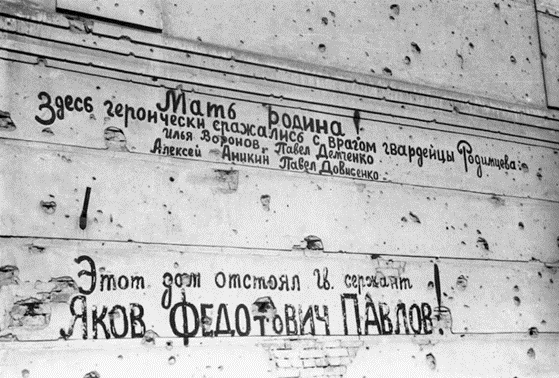 Мать Родина!
Здесь героически сражались с врагом гвардейцы Родимцева:
Илья Воронов, Павел Демченко
Алексей Аникин Павел Довисенко.
Этот дом отстоял гв. сержант
Яков Федотович Павлов!